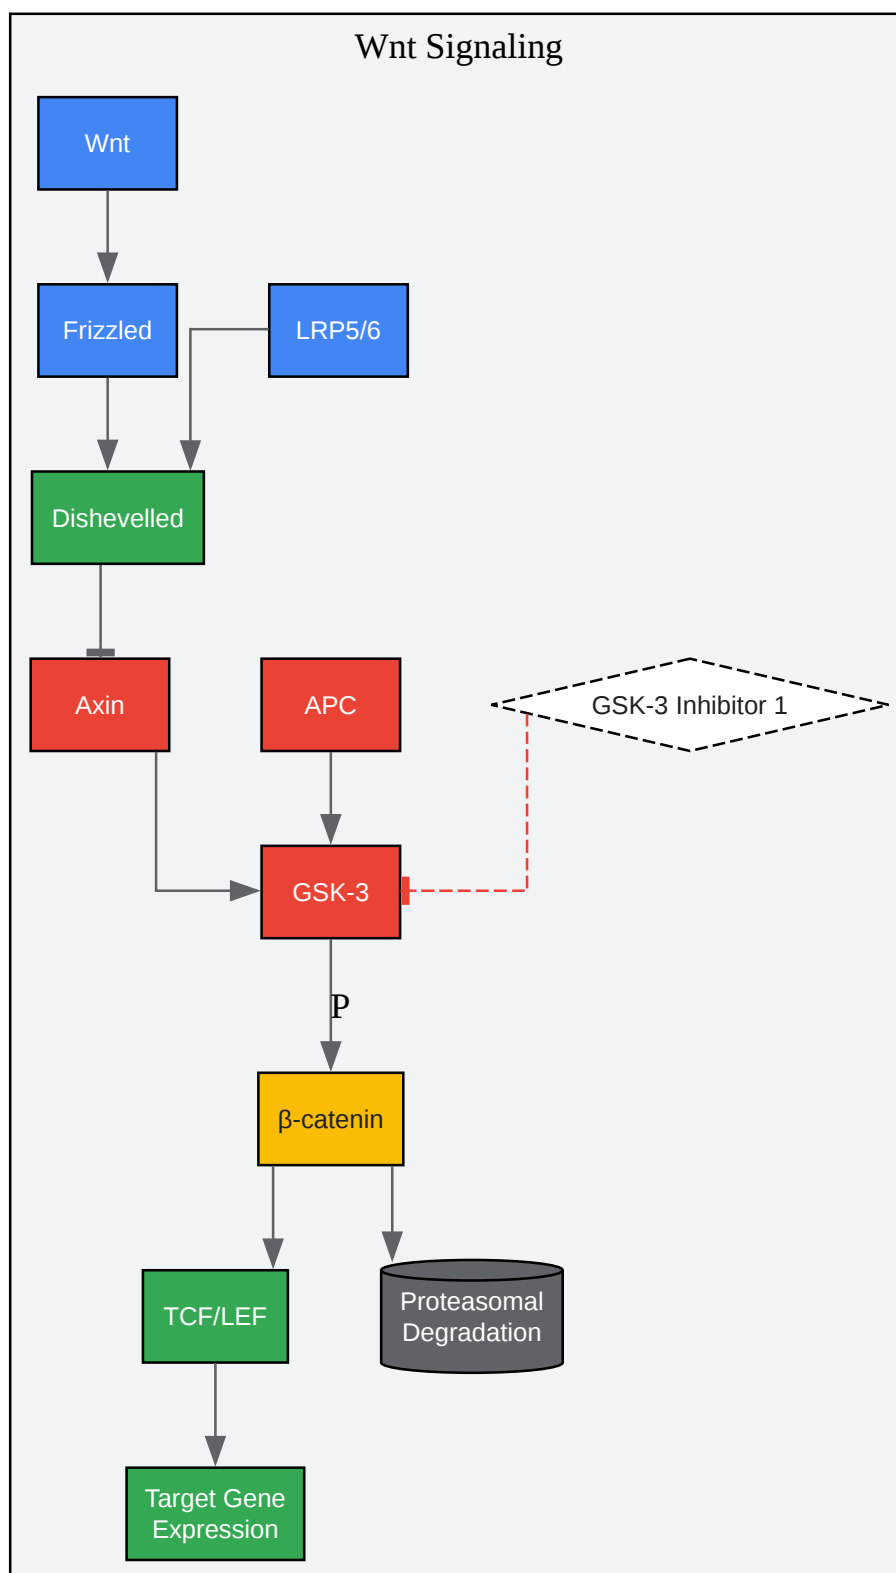 Wnt Signaling
Wnt
Frizzled
LRP5/6
Dishevelled
Axin
APC
GSK-3 Inhibitor 1
GSK-3
P
β-catenin
TCF/LEF
Proteasomal
Degradation
Target Gene
Expression